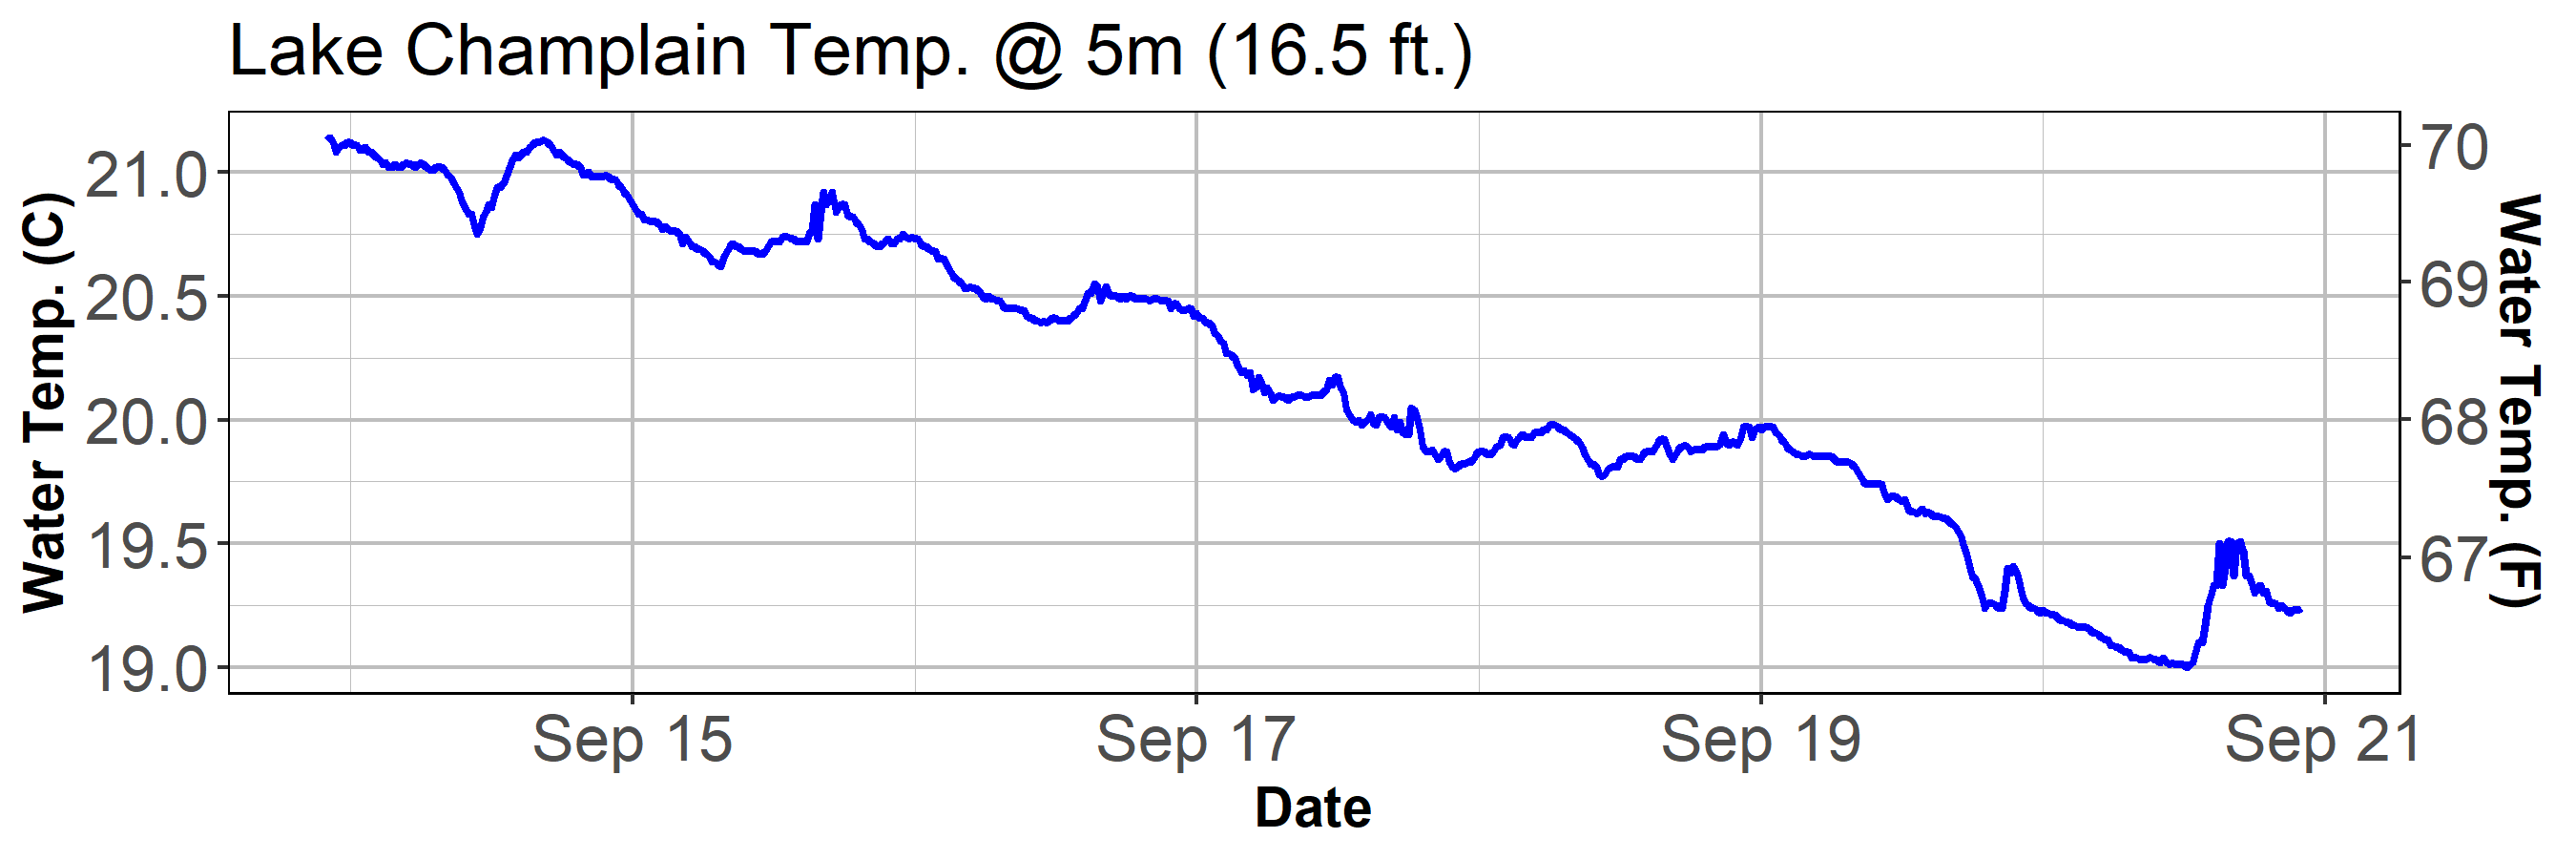 Lake Champlain Temp. @ 5m (16.5 ft.)
Water Temp. (C)
21.0
20.5
20.0
19.5
19.0
70
69
68
67
Water Temp. (F)
Sep 15
Sep 17
Sep 19
Sep 21
Date